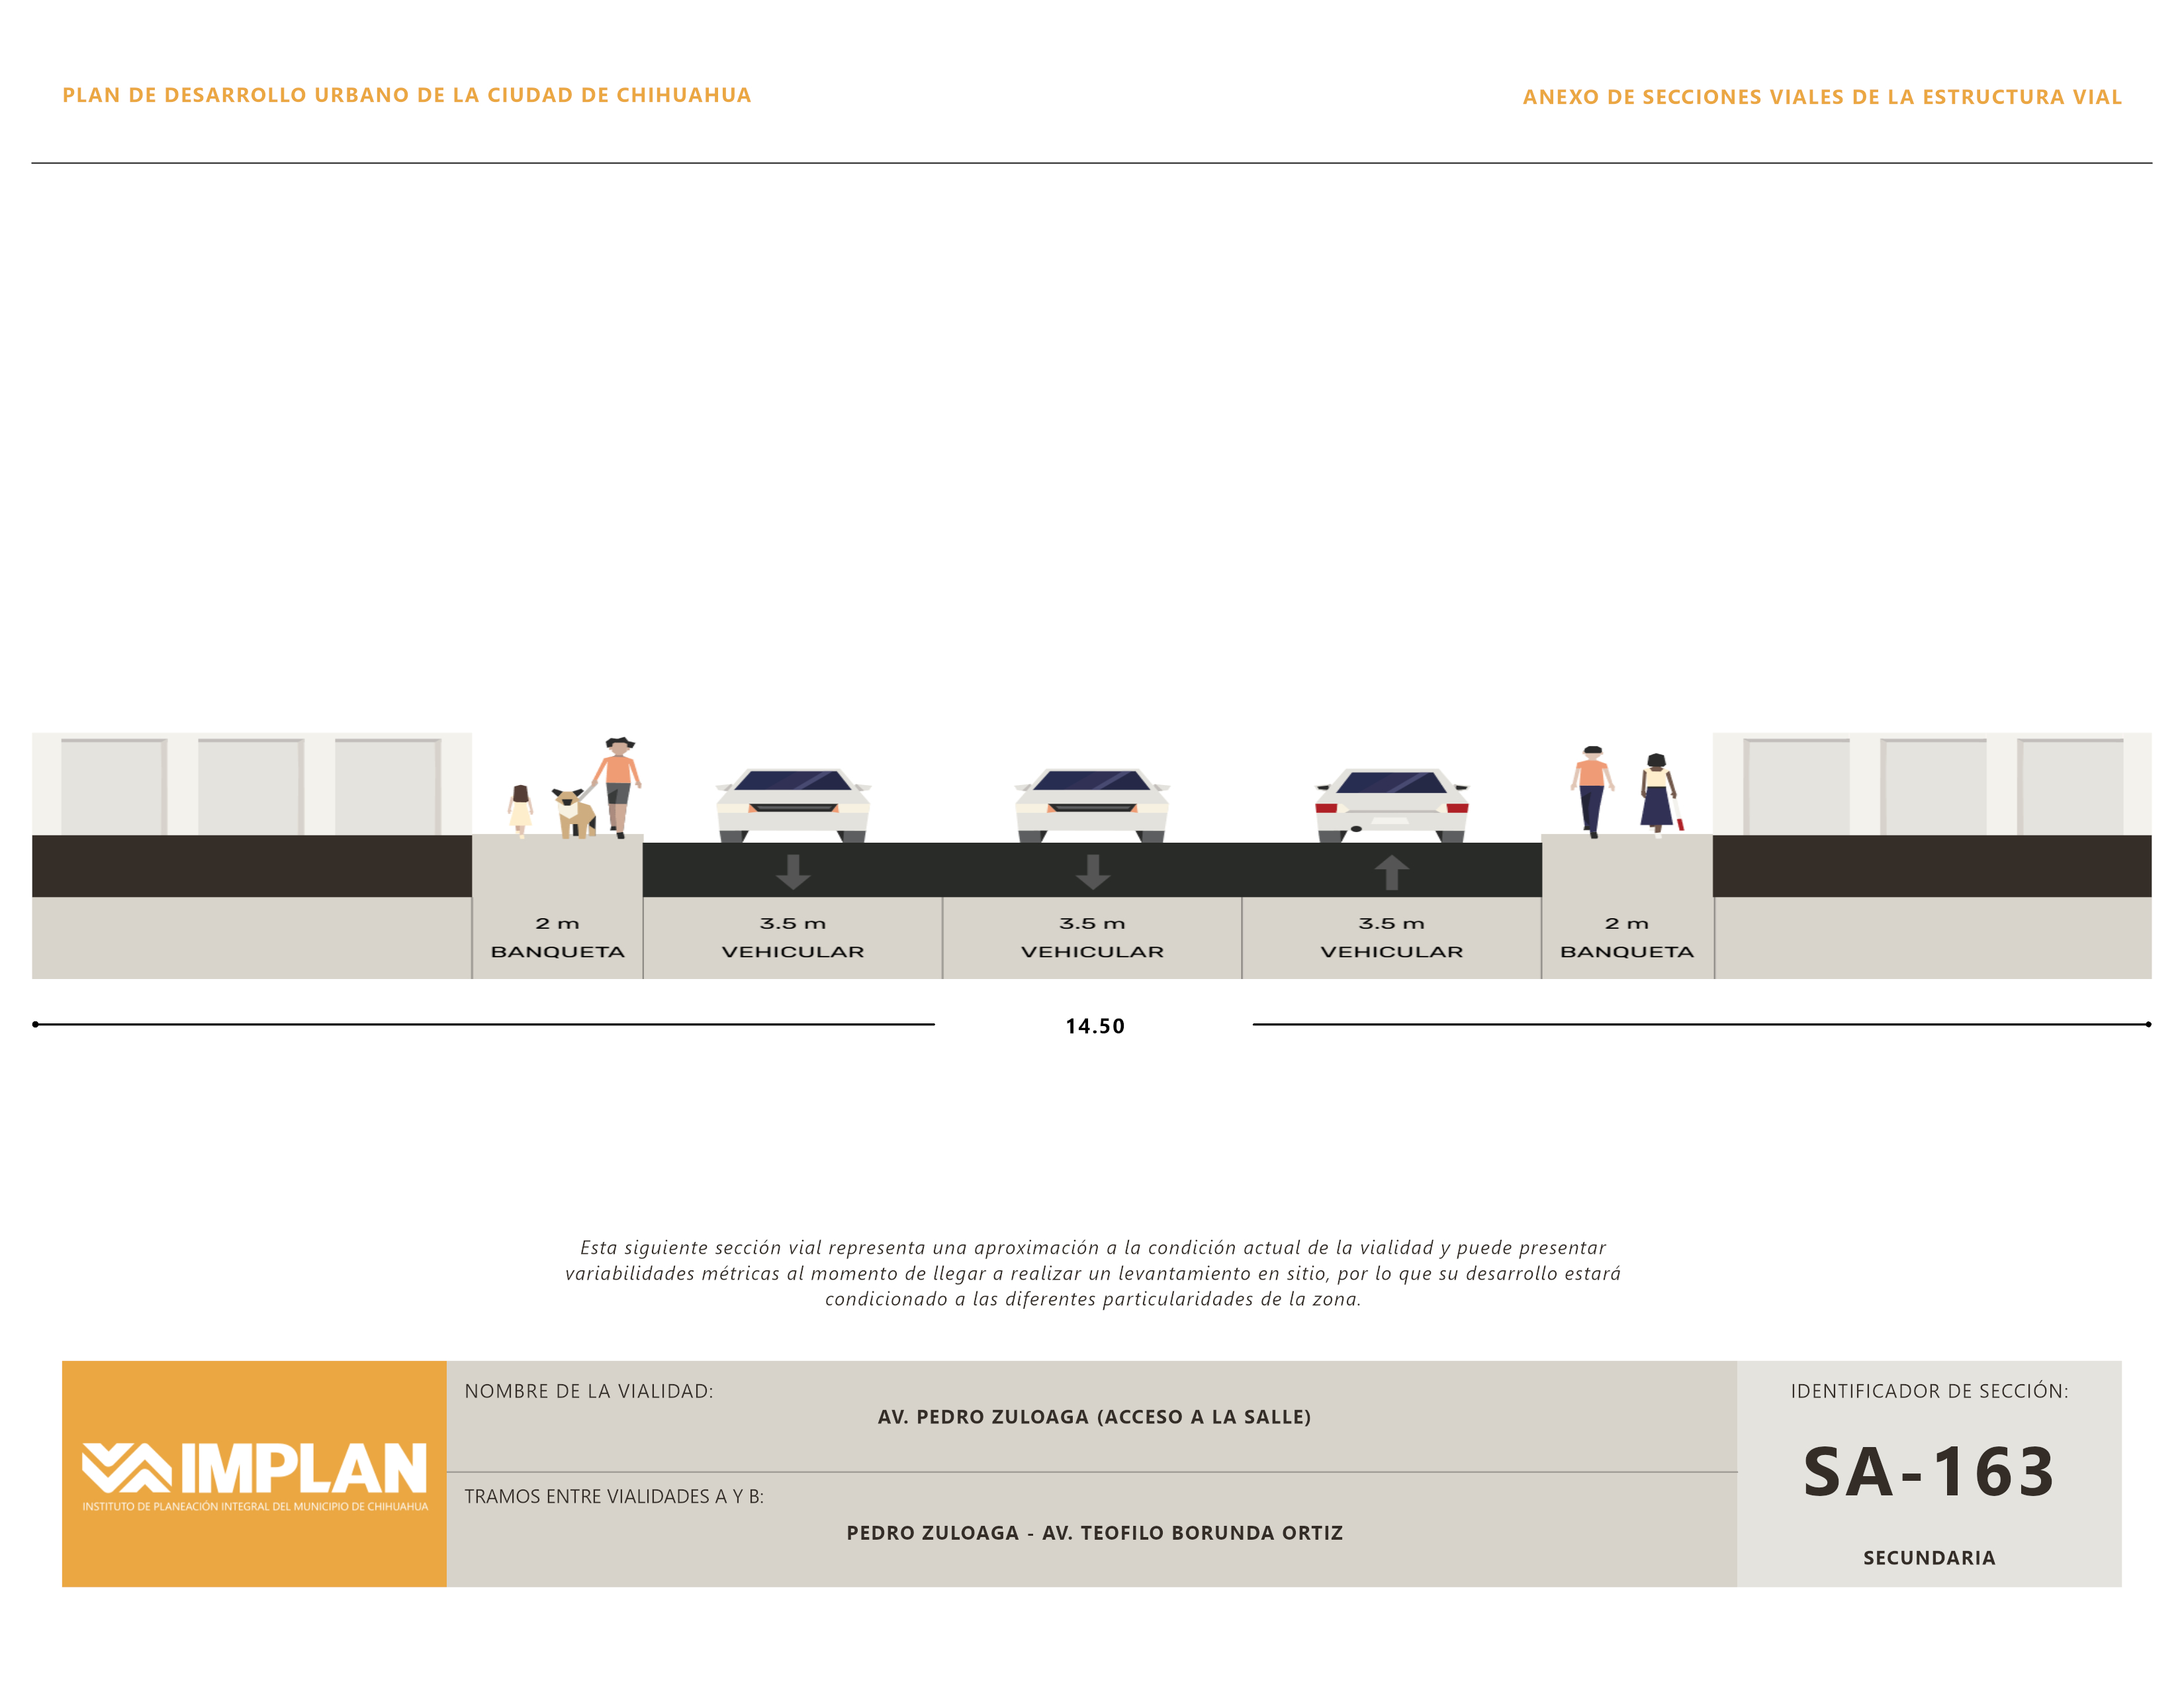 PLAN DE DESARROLLO URBANO DE LA CIUDAD DE CHIHUAHUA
ANEXO DE SECCIONES VIALES DE LA ESTRUCTURA VIAL
2 m
BANQUETA
3.5 m
VEHICULAR
3.5 m
VEHICULAR
3.5 m
VEHICULAR
2 m
BANQUETA
14.50
Esta siguiente sección vial representa una aproximación a la condición actual de la vialidad y puede presentar
variabilidades métricas al momento de llegar a realizar un levantamiento en sitio, por lo que su desarrollo estará
condicionado a las diferentes particularidades de la zona.
IMPLAN
INSTITUTO DE PLANEACIÓN INTEGRAL DEL MUNICIPIO DE CHIHUAHUA
NOMBRE DE LA VIALIDAD:
AV. PEDRO ZULOAGA (ACCESO A LA SALLE)
TRAMOS ENTRE VIALIDADES A Y B:
PEDRO ZULOAGA - AV. TEOFILO BORUNDA ORTIZ
IDENTIFICADOR DE SECCIÓN:
SA-163
SECUNDARIA